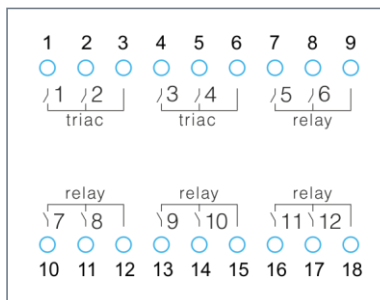 1 2 3 4 5 6 7 8 9
1 2 3 4 5 6
triac triac relay
relay relay relay
7 8 9 10 11 12
10 11 12 13 14 15 16 17 18